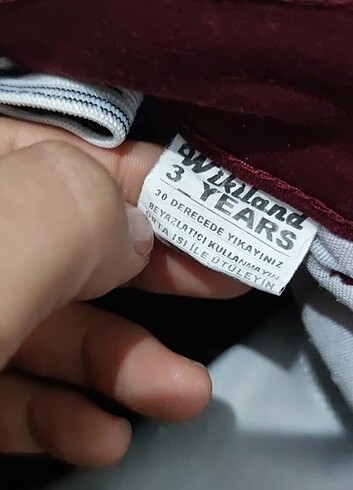 Wikiland
3 YEARS
30 DERECEDE YIKAYINIZ
BEYAZLATICI KULLANMAYIN
ORTA ISI İLE ÜTÜLEYİN